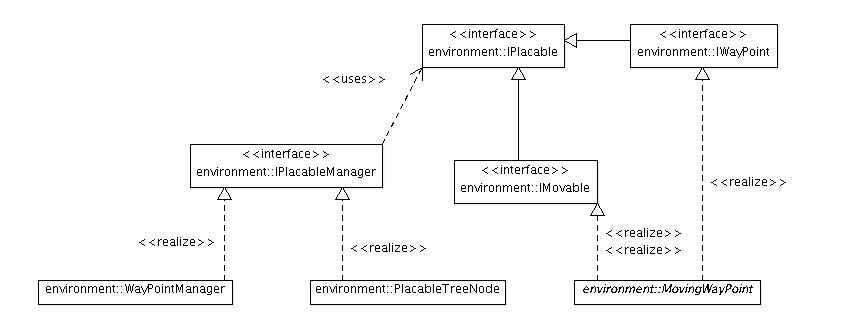 <<interface>>
environment::IPlacable
<<interface>>
environment::IWayPoint
<<uses>>
<<interface>>
environment::IPlacableManager
<<interface>>
environment::IMovable
<<realize>>
<<realize>>
<<realize>>
<<realize>>
<<realize>>
environment::WayPointManager
environment::PlacableTreeNode
environment::MovingWayPoint